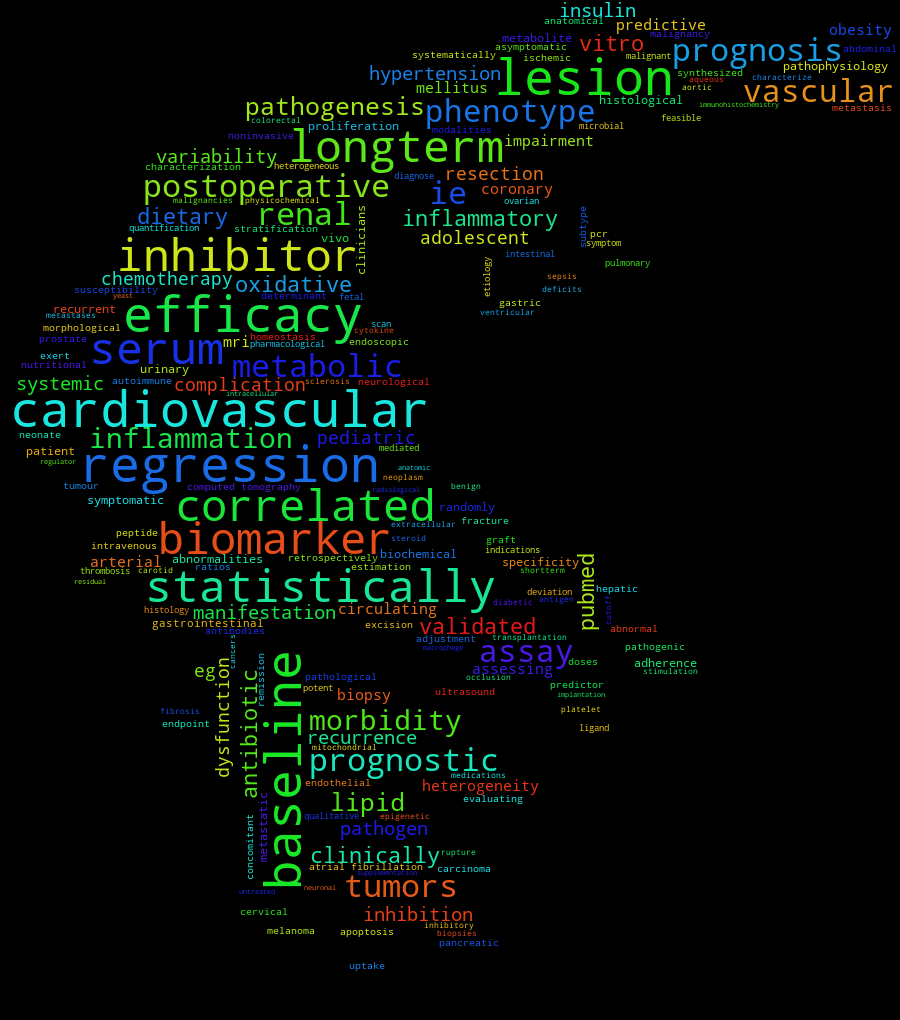 insulin
anatomical
predictive
obesity
metabolite
malignancy
vitro
asymptomatic
prognosis
abdominal
systematically
ischemic
malignant
pathophysiology
hypertension
lesion
synthesized
aqueous
characterize
mellitus
aortic
vascular
pathogenesis
phenotype
histological
immunohistochemistry
metastasis
colorectal
proliferation
modalities
microbial
feasible
noninvasive
longterm
impairment
variability
characterization
heterogeneous
diagnose
resection
postoperative
ie
coronary
malignancies
physicochemical
ovarian
dietary
renal
clinicians
inflammatory
subtype
quantification
stratification
vivo
adolescent
pcr
symptom
inhibitor
intestinal
etiology
pulmonary
chemotherapy
oxidative
sepsis
susceptibility
yeast
determinant
fetal
deficits
recurrent
efficacy
gastric
metastases
ventricular
morphological
scan
cytokine
prostate
serum
mri
homeostasis
pharmacological
endoscopic
exert
nutritional
urinary
metabolic
systemic
autoimmune
complication
sclerosis
neurological
intracellular
cardiovascular
neonate
inflammation
pediatric
patient
mediated
regulator
regression
anatomic
neoplasm
tumour
computed tomography
radiological
benign
symptomatic
correlated
randomly
fracture
peptide
biomarker
extracellular
intravenous
steroid
graft
indications
arterial
abnormalities
retrospectively
biochemical
specificity
thrombosis
carotid
ratios
estimation
shortterm
residual
statistically
pubmed
deviation
hepatic
diabetic
antigen
cutoff
histology
manifestation
circulating
gastrointestinal
antibodies
excision
validated
abnormal
adjustment
transplantation
macrophage
cancers
assay
pathogenic
eg
dysfunction
antibiotic
remission
baseline
pathological
assessing
doses
adherence
stimulation
occlusion
potent
biopsy
ultrasound
predictor
implantation
fibrosis
endpoint
morbidity
platelet
ligand
recurrence
mitochondrial
prognostic
medications
endothelial
heterogeneity
metastatic
lipid
evaluating
concomitant
qualitative
epigenetic
pathogen
clinically
rupture
atrial fibrillation
carcinoma
supplementation
untreated
neuronal
tumors
cervical
inhibition
melanoma
apoptosis
inhibitory
biopsies
pancreatic
uptake